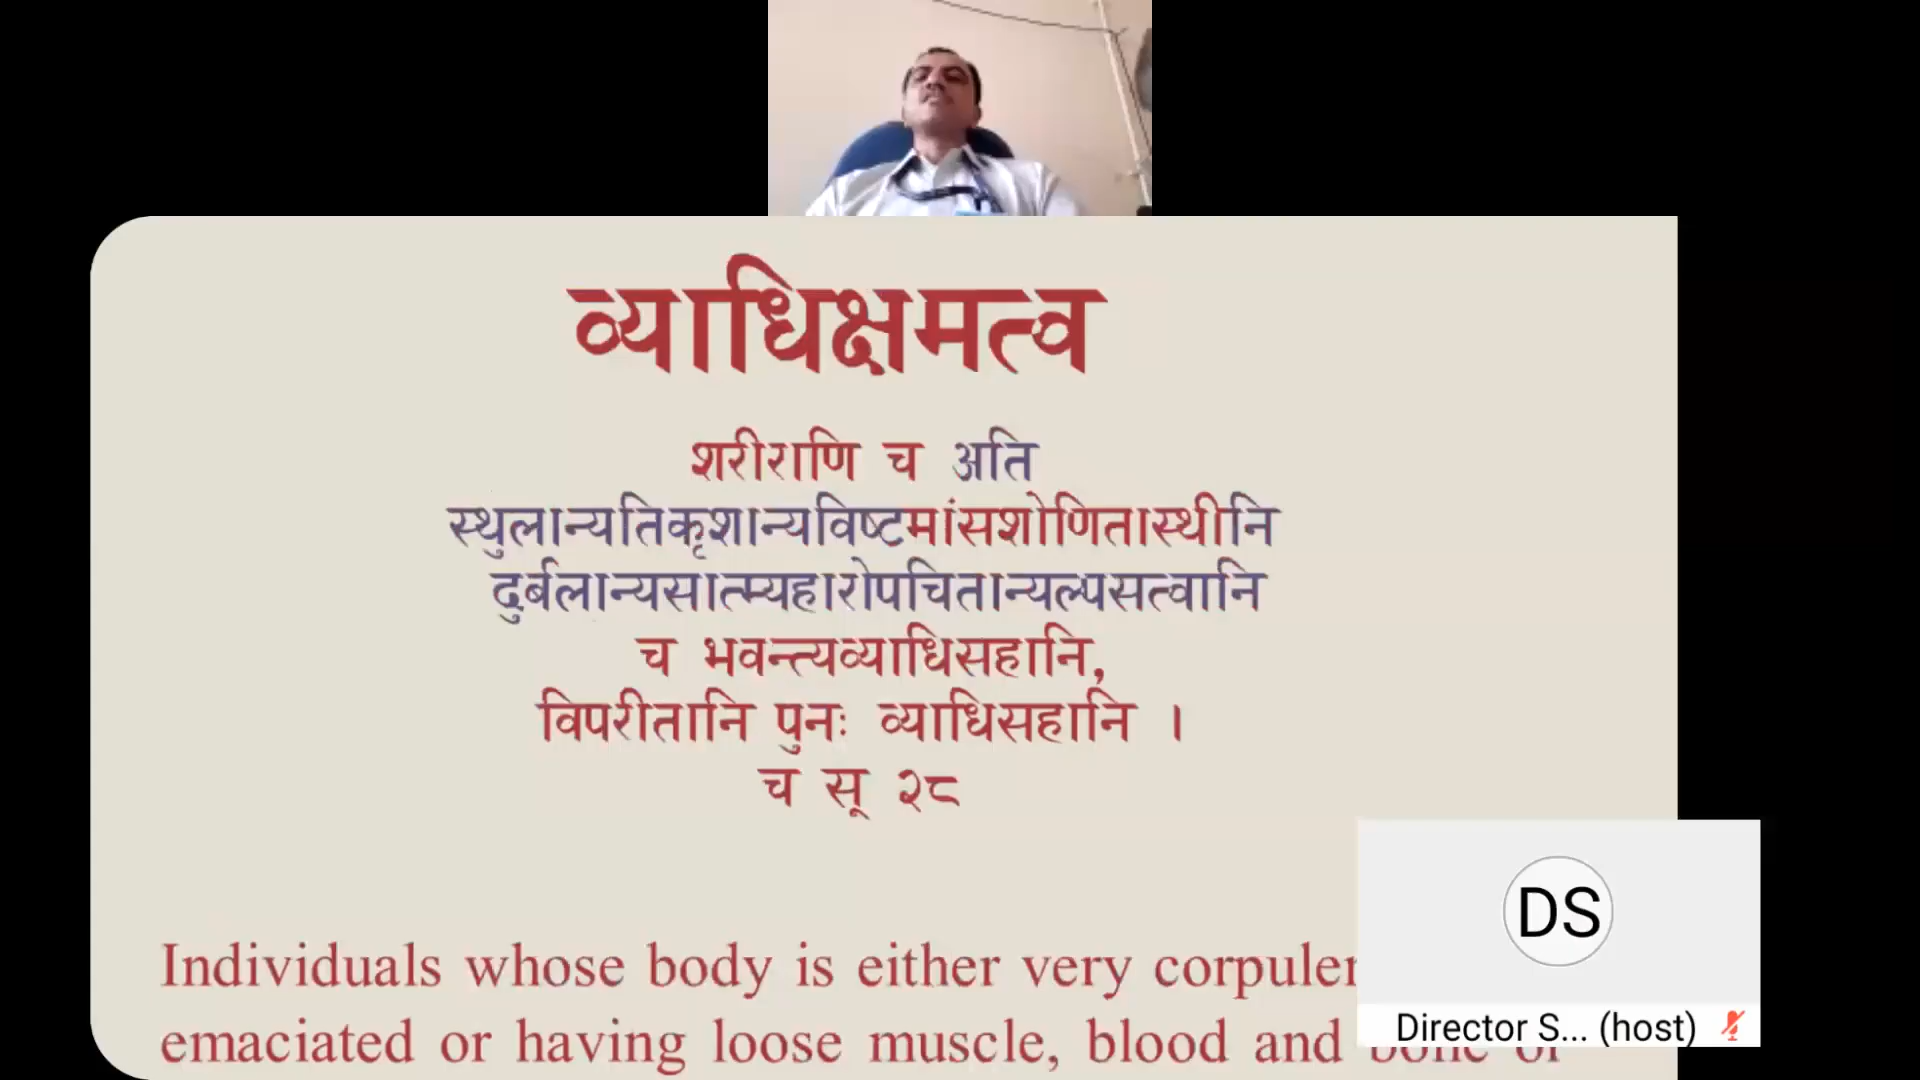 व्याधिक्षमत्व
शरीराणि च अति
स्थुलान्यतिकृशान्यविष्टमांसशोणितास्थीनि
दुर्बलान्यसात्म्यहारोपचितान्यल्पसत्वानि
च भवन्त्यव्याधिसहानि,
विपरीतानि पुनः व्याधिसहानि ।
च सू २८
Individuals whose body is either very
emaciated or having loose muscle, blood and
DS
Director S... (host)